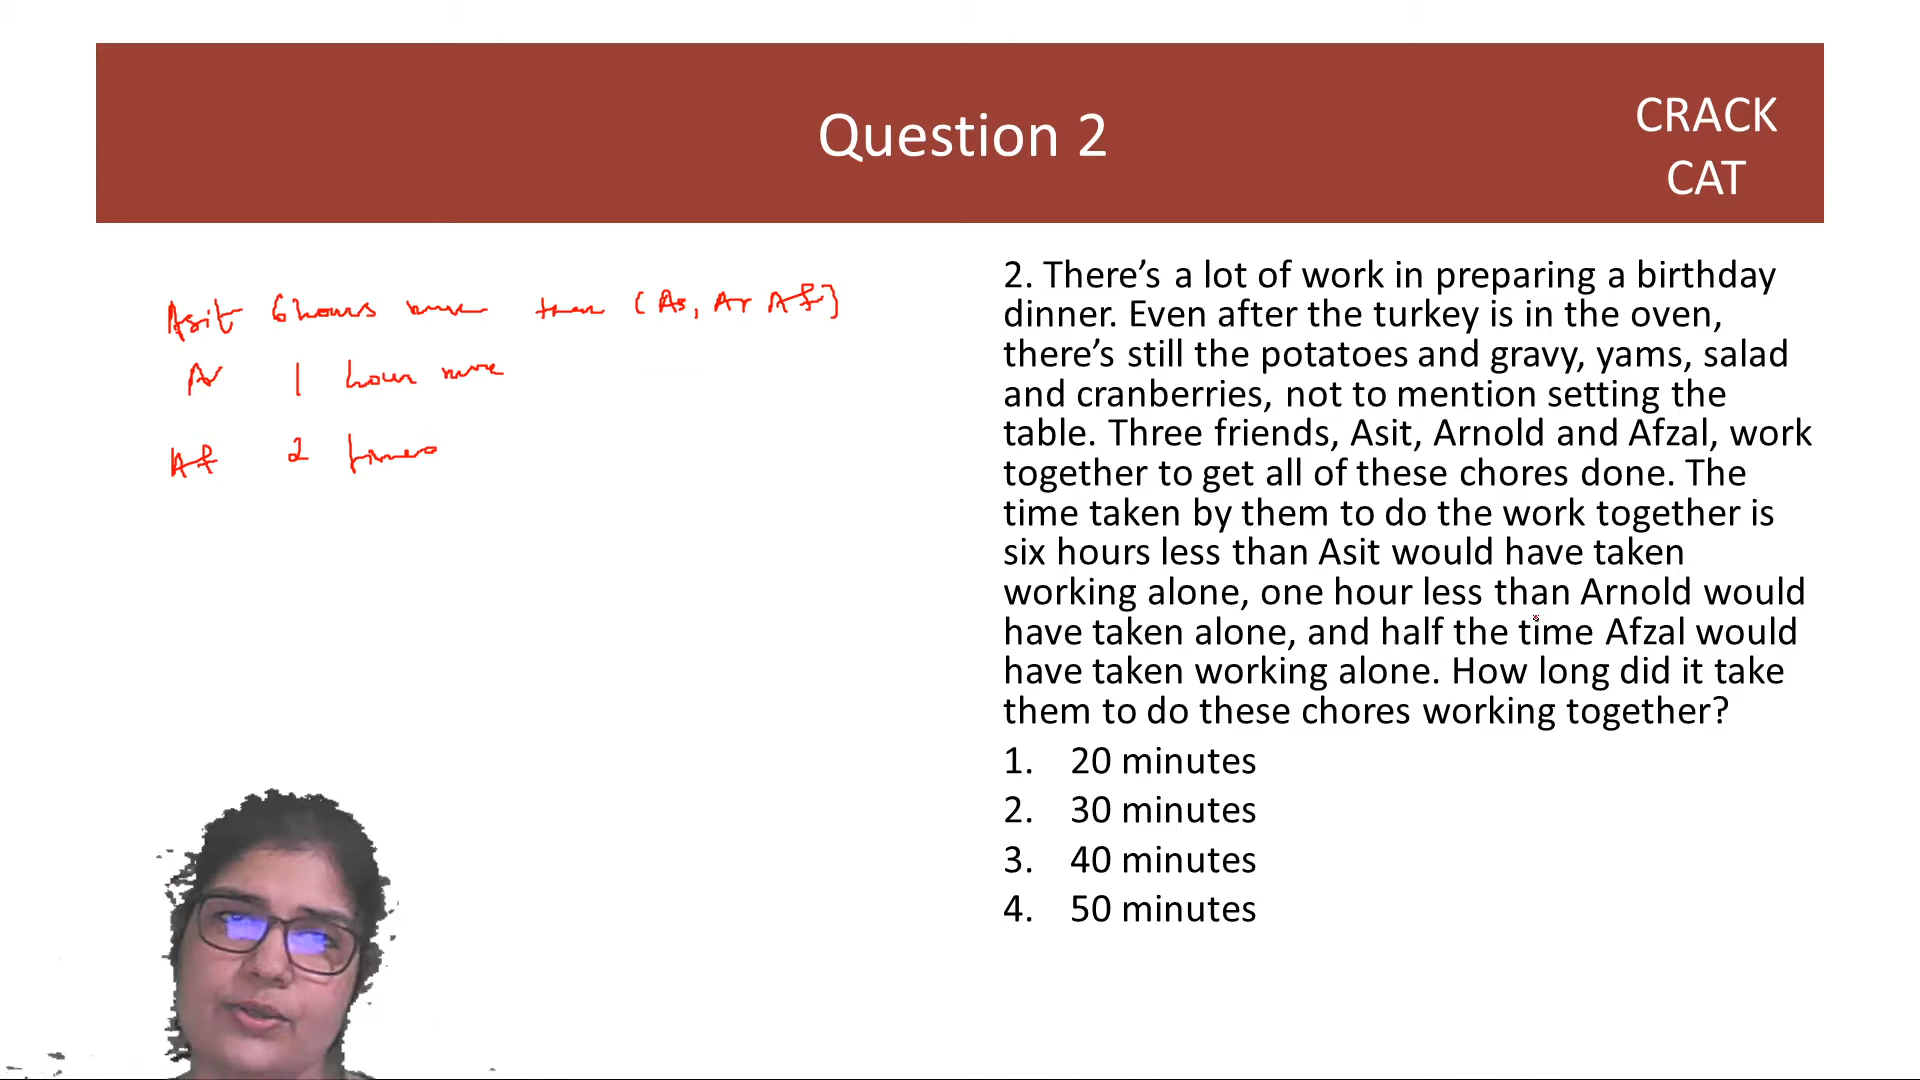 Question 2
CRACK
CAT
Asit 6 hours more than (As, Ar Af)
Ar 1 hour more
Af 2 times
2. There’s a lot of work in preparing a birthday
dinner. Even after the turkey is in the oven,
there’s still the potatoes and gravy, yams, salad
and cranberries, not to mention setting the
table. Three friends, Asit, Arnold and Afzal, work
together to get all of these chores done. The
time taken by them to do the work together is
six hours less than Asit would have taken
working alone, one hour less than Arnold would
have taken alone, and half the time Afzal would
have taken working alone. How long did it take
them to do these chores working together?
1. 20 minutes
2. 30 minutes
3. 40 minutes
4. 50 minutes